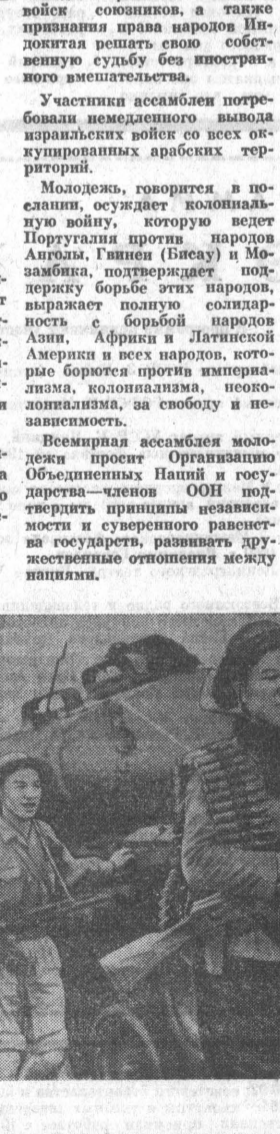 войск союзников, а также
признания права народов Ин-
докитая решать свою собст-
венную судьбу без иностран-
ного вмешательства.
Участники ассамблеи потре-
бовали немедленного вывода
израильских войск со всех ок-
купированных арабских тер-
риторий.
Молодежь, говорится в по-
слании, осуждает колониаль-
ную войну, которую ведет
Португалия против народов
Анголы, Гвинеи (Бисау) и Мо-
замбика, подтверждает под-
держку борьбе этих народов,
выражает полную солидар-
ность с борьбой народов
Азии, Африки и Латинской
Америки и всех народов, кото-
рые борются против империа-
лизма, колониализма, неоко-
лониализма, за свободу и не-
зависимость.
Всемирная ассамблея моло-
дежи просит Организацию
Объединенных Наций и госу-
дарства—членов ООН под-
твердить принципы независи-
мости и суверенного равенст-
ва государств, развивать дру-
жественные отношения между
нациями.